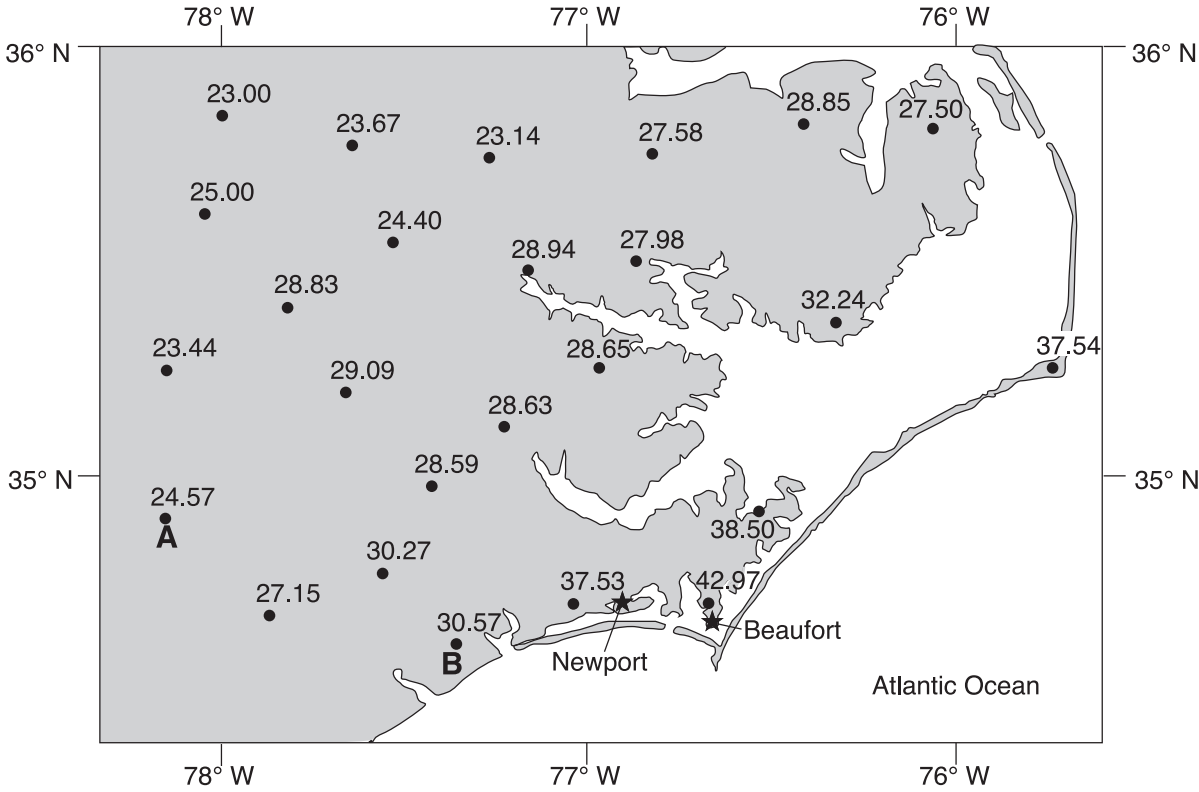 78° W 77° W 76° W
36° N 36° N
23.00
23.67
23.14
27.58
28.85
27.50
25.00
24.40
28.94
27.98
28.83
32.24
23.44
29.09
28.65
37.54
28.63
28.59
35° N 35° N
24.57
A
38.50
30.27
27.15
37.53
42.97
30.57
B
Beaufort
Newport
Atlantic Ocean
78° W 77° W 76° W